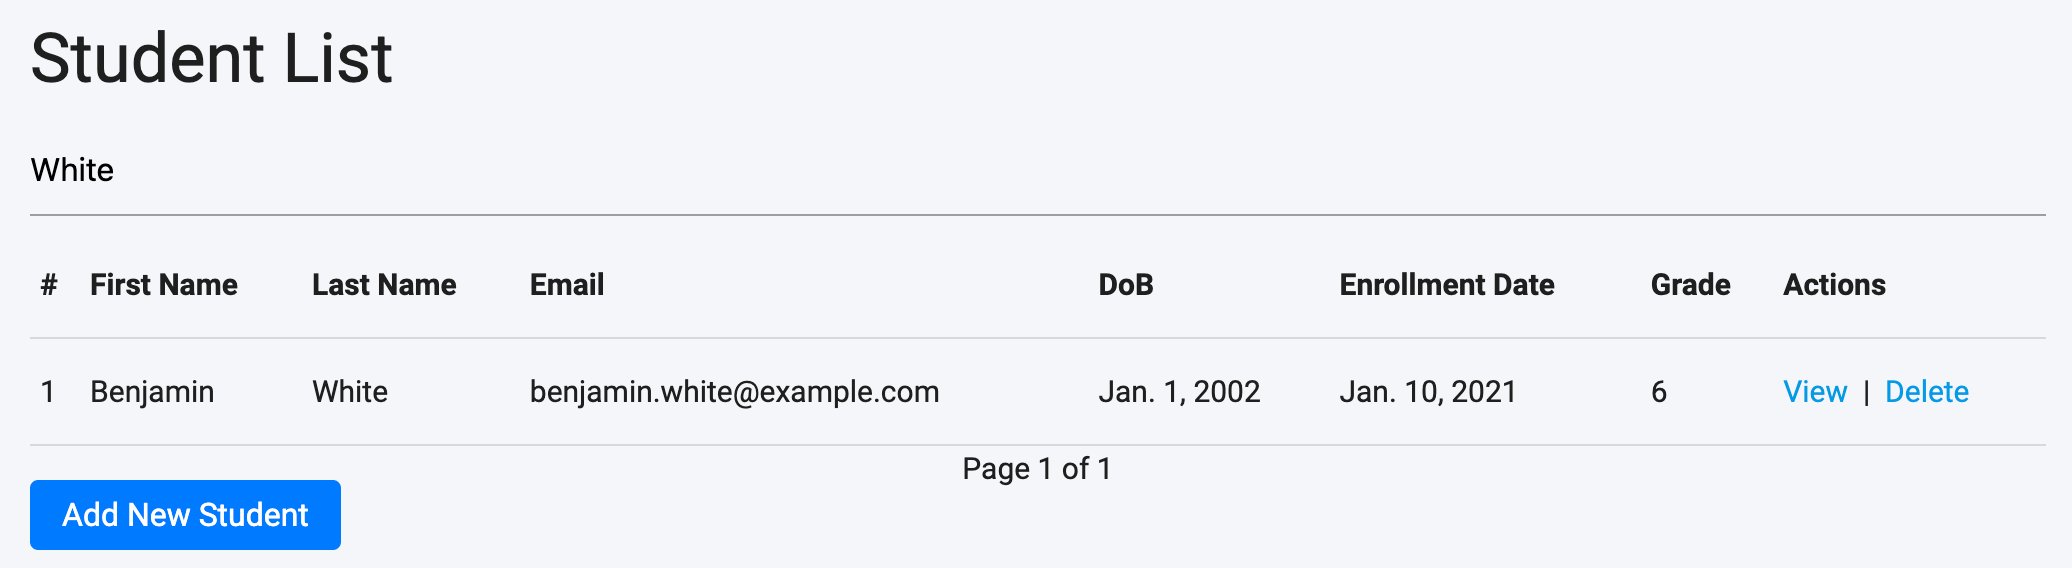 Student List
White
# First Name Last Name Email DoB Enrollment Date Grade Actions
1 Benjamin White benjamin.white@example.com Jan. 1, 2002 Jan. 10, 2021 6 View | Delete
Page 1 of 1
Add New Student